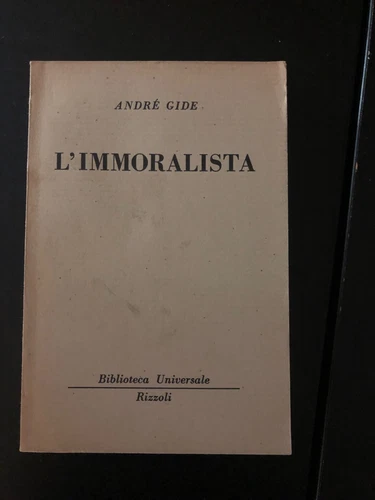 ANDRÉ GIDE
L'IMMORALISTA
Biblioteca Universale
Rizzoli